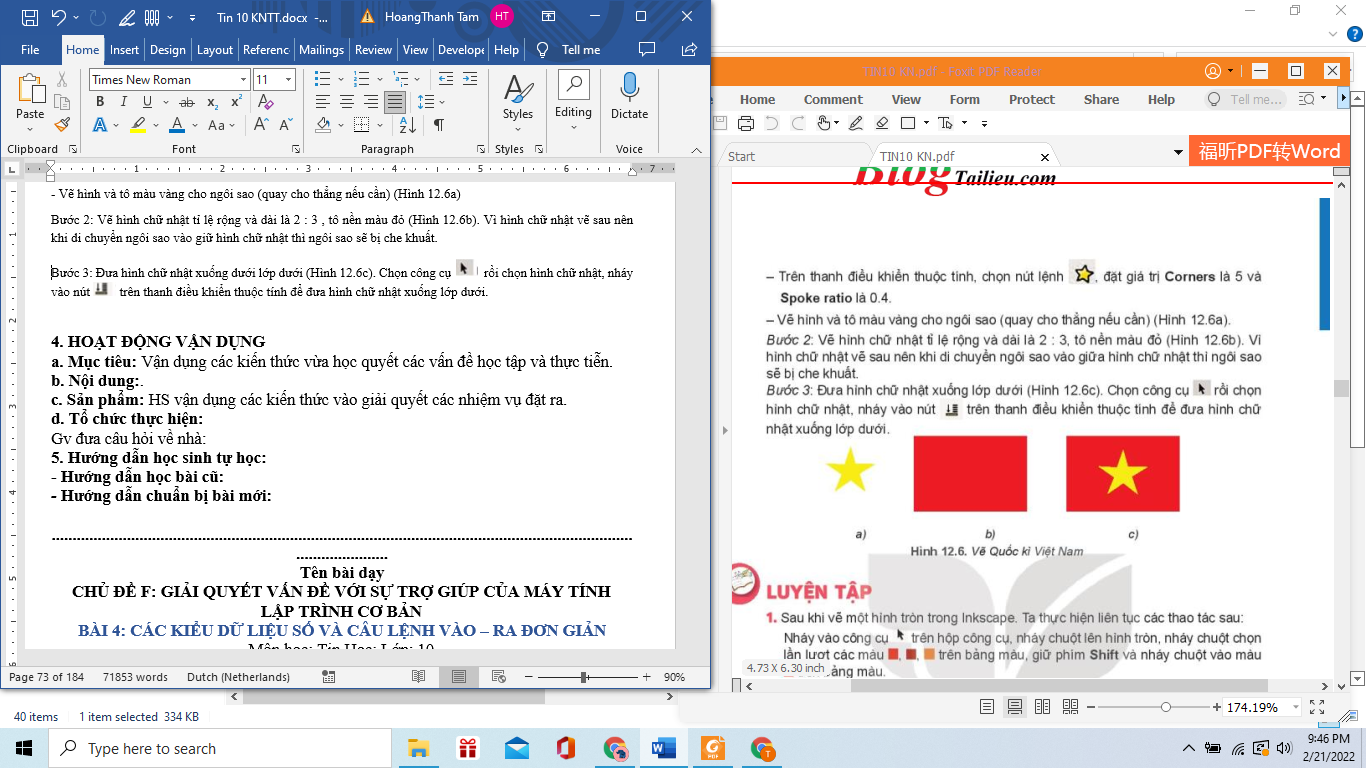 Tin 10 KNTT.docx -...
HoangThanh Tam
HT
File Home Insert Design Layout Referenc Mailings Review View Develope Help Tell me
Paste
Times New Roman
11
Styles
Editing
Dictate
Clipboard
Font
Paragraph
Styles
Voice
- Vẽ hình và tô màu vàng cho ngôi sao (quay cho thẳng nếu cần) (Hình 12.6a)
Bước 2: Vẽ hình chữ nhật tỉ lệ rộng và dài là 2 : 3 , tô nền màu đỏ (Hình 12.6b). Vì hình chữ nhật vẽ sau nên
khi di chuyển ngôi sao vào giữ hình chữ nhật thì ngôi sao sẽ bị che khuất.
Bước 3: Đưa hình chữ nhật xuống dưới lớp dưới (Hình 12.6c). Chọn công cụ rồi chọn hình chữ nhật, nháy
vào nút trên thanh điều khiển thuộc tính để đưa hình chữ nhật xuống lớp dưới.
4. HOẠT ĐỘNG VẬN DỤNG
a. Mục tiêu: Vận dụng các kiến thức vừa học quyết các vấn đề học tập và thực tiễn.
b. Nội dung:.
c. Sản phẩm: HS vận dụng các kiến thức vào giải quyết các nhiệm vụ đặt ra.
d. Tổ chức thực hiện:
Gv đưa câu hỏi về nhà:
5. Hướng dẫn học sinh tự học:
- Hướng dẫn học bài cũ:
- Hướng dẫn chuẩn bị bài mới:
Tên bài dạy
CHỦ ĐỀ F: GIẢI QUYẾT VẤN ĐỀ VỚI SỰ TRỢ GIÚP CỦA MÁY TÍNH
LẬP TRÌNH CƠ BẢN
BÀI 4: CÁC KIỂU DỮ LIỆU SỐ VÀ CÂU LỆNH VÀO – RA ĐƠN GIẢN
Môn học: Tin Học; Lớp: 10
Page 73 of 184 71853 words Dutch (Netherlands) 90%
40 items 1 item selected 334 KB
TIN10 KN.pdf - Foxit PDF Reader
Home Comment View Form Protect Share Help Tell me...
Start
TIN10 KN.pdf
福昕PDF转Word
Blog Tailieu.com
– Trên thanh điều khiển thuộc tính, chọn nút lệnh , đặt giá trị Corners là 5 và
Spoke ratio là 0.4.
– Vẽ hình và tô màu vàng cho ngôi sao (quay cho thẳng nếu cần) (Hình 12.6a).
Bước 2: Vẽ hình chữ nhật tỉ lệ rộng và dài là 2 : 3, tô nền màu đỏ (Hình 12.6b). Vì
hình chữ nhật vẽ sau nên khi di chuyển ngôi sao vào giữa hình chữ nhật thì ngôi sao
sẽ bị che khuất.
Bước 3: Đưa hình chữ nhật xuống lớp dưới (Hình 12.6c). Chọn công cụ rồi chọn
hình chữ nhật, nháy vào nút trên thanh điều khiển thuộc tính để đưa hình chữ
nhật xuống lớp dưới.
a) b) c)
Hình 12.6. Vẽ Quốc kì Việt Nam
LUYỆN TẬP
1. Sau khi vẽ một hình tròn trong Inkscape. Ta thực hiện liên tục các thao tác sau:
Nháy vào công cụ trên hộp công cụ, nháy chuột lên hình tròn, nháy chuột chọn
lần lượt các màu , , trên bảng màu, giữ phím Shift và nháy chuột vào màu
bảng màu.
4.73 X 6.30 inch
174.19%
Type here to search
9:46 PM
2/21/2022